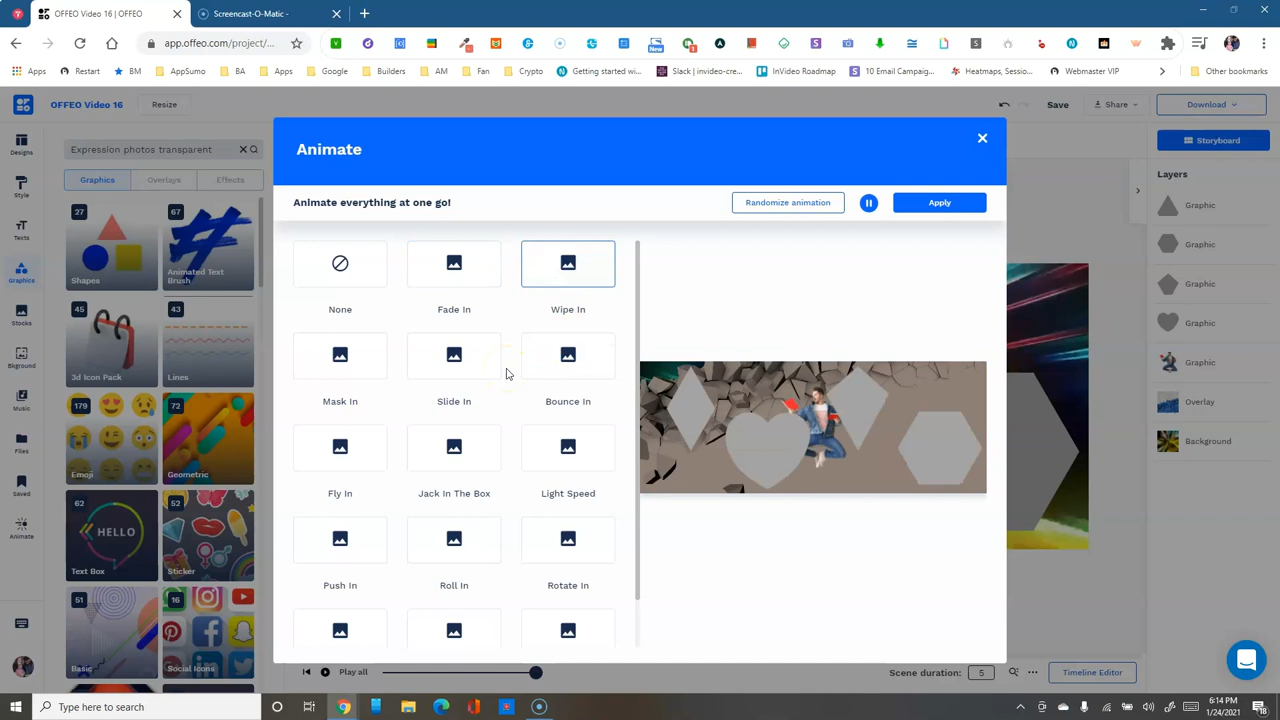 OFFEO Video 16 | OFFEO
Screencast-O-Matic -
app.offeo.com/project/...
New
Apps
Restart
BM
AppSumo
BA
Apps
Google
Builders
AM
Fan
Crypto
Getting started wi...
Slack | invideo-cre...
InVideo Roadmap
10 Email Campaig...
Heatmaps, Sessio...
Webmaster VIP
Other bookmarks
OFFEO Video 16
Resize
Save
Share
Download
Designs
Style
Texts
Graphics
Stocks
Bkground
Music
Files
Saved
Animate
Expression photos transparent
Graphics
Overlays
Effects
27
Shapes
67
Animated Text Brush
45
3d Icon Pack
43
Lines
179
Emoji
72
Geometric
62
HELLO
Text Box
52
Sticker
51
Basic
16
Social Icons
Animate
Animate everything at one go!
Randomize animation
Apply
None
Fade In
Wipe In
Mask In
Slide In
Bounce In
Fly In
Jack In The Box
Light Speed
Push In
Roll In
Rotate In
Storyboard
Layers
Graphic
Graphic
Graphic
Graphic
Graphic
Overlay
Background
Play all
Scene duration:
5
Timeline Editor
Type here to search
6:14 PM
1/24/2021
18